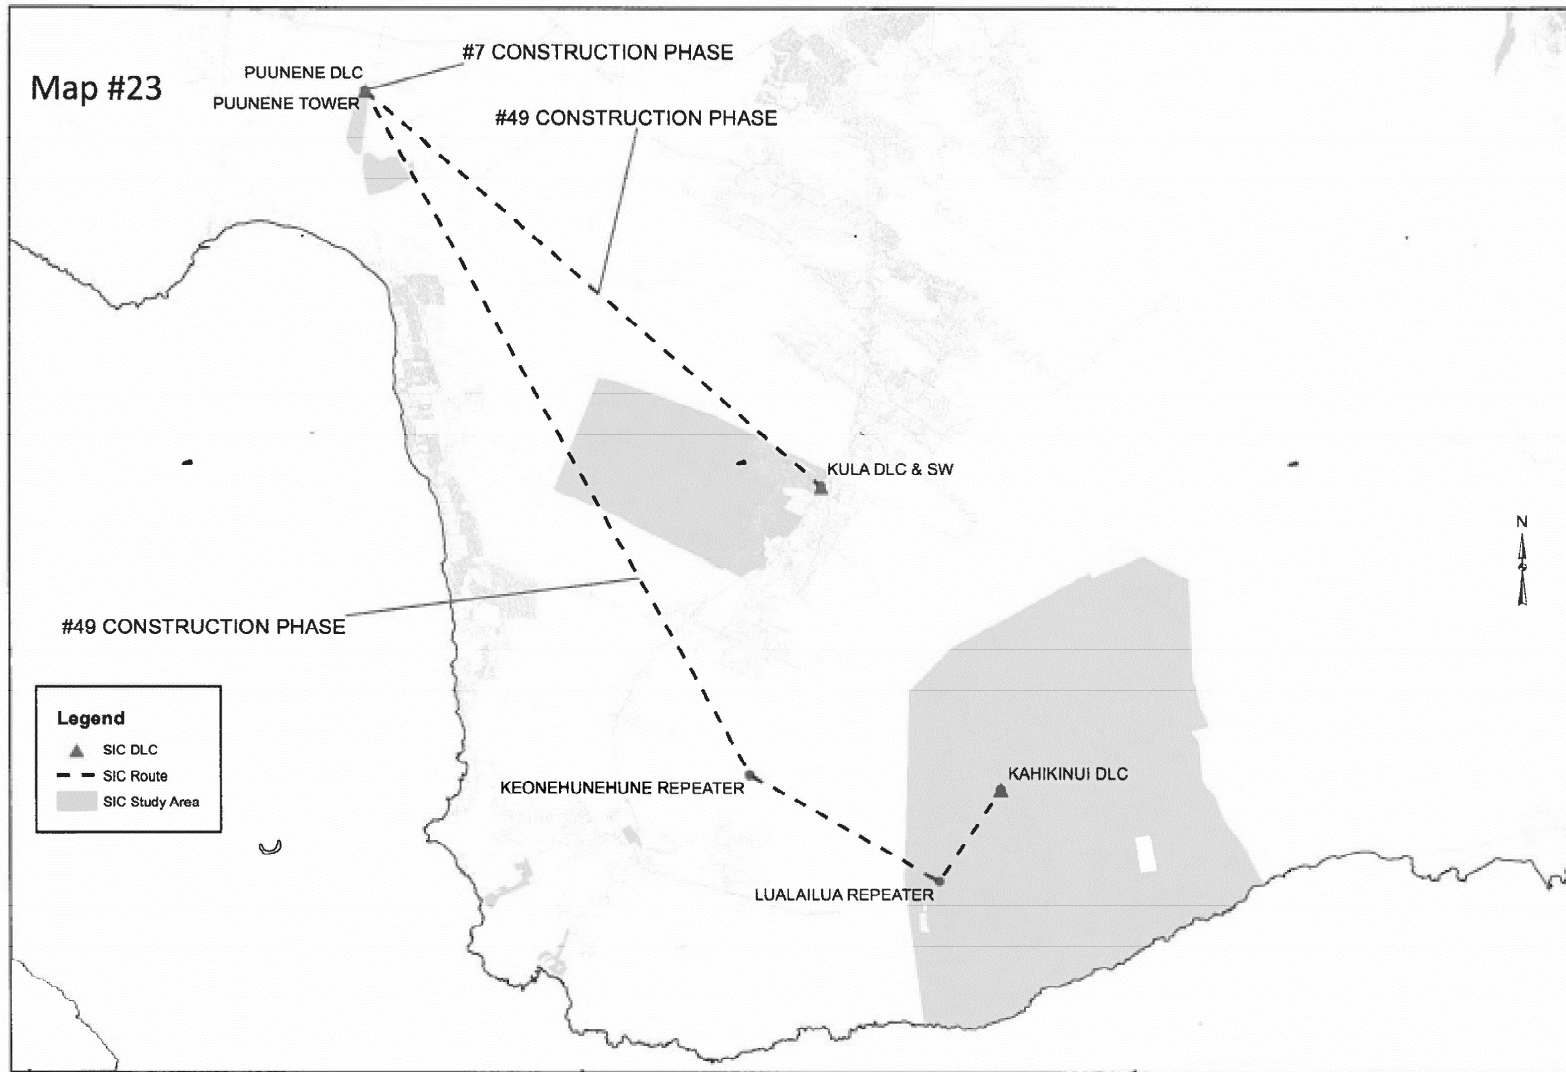 #7 CONSTRUCTION PHASE
PUUNENE DLC
Map #23
PUUNENE TOWER
#49 CONSTRUCTION PHASE
KULA DLC & SW
N
#49 CONSTRUCTION PHASE
Legend
SIC DLC
SIC Route
SIC Study Area
KEONEHUNEHUNE REPEATER
KAHIKINUI DLC
LUALAILUA REPEATER